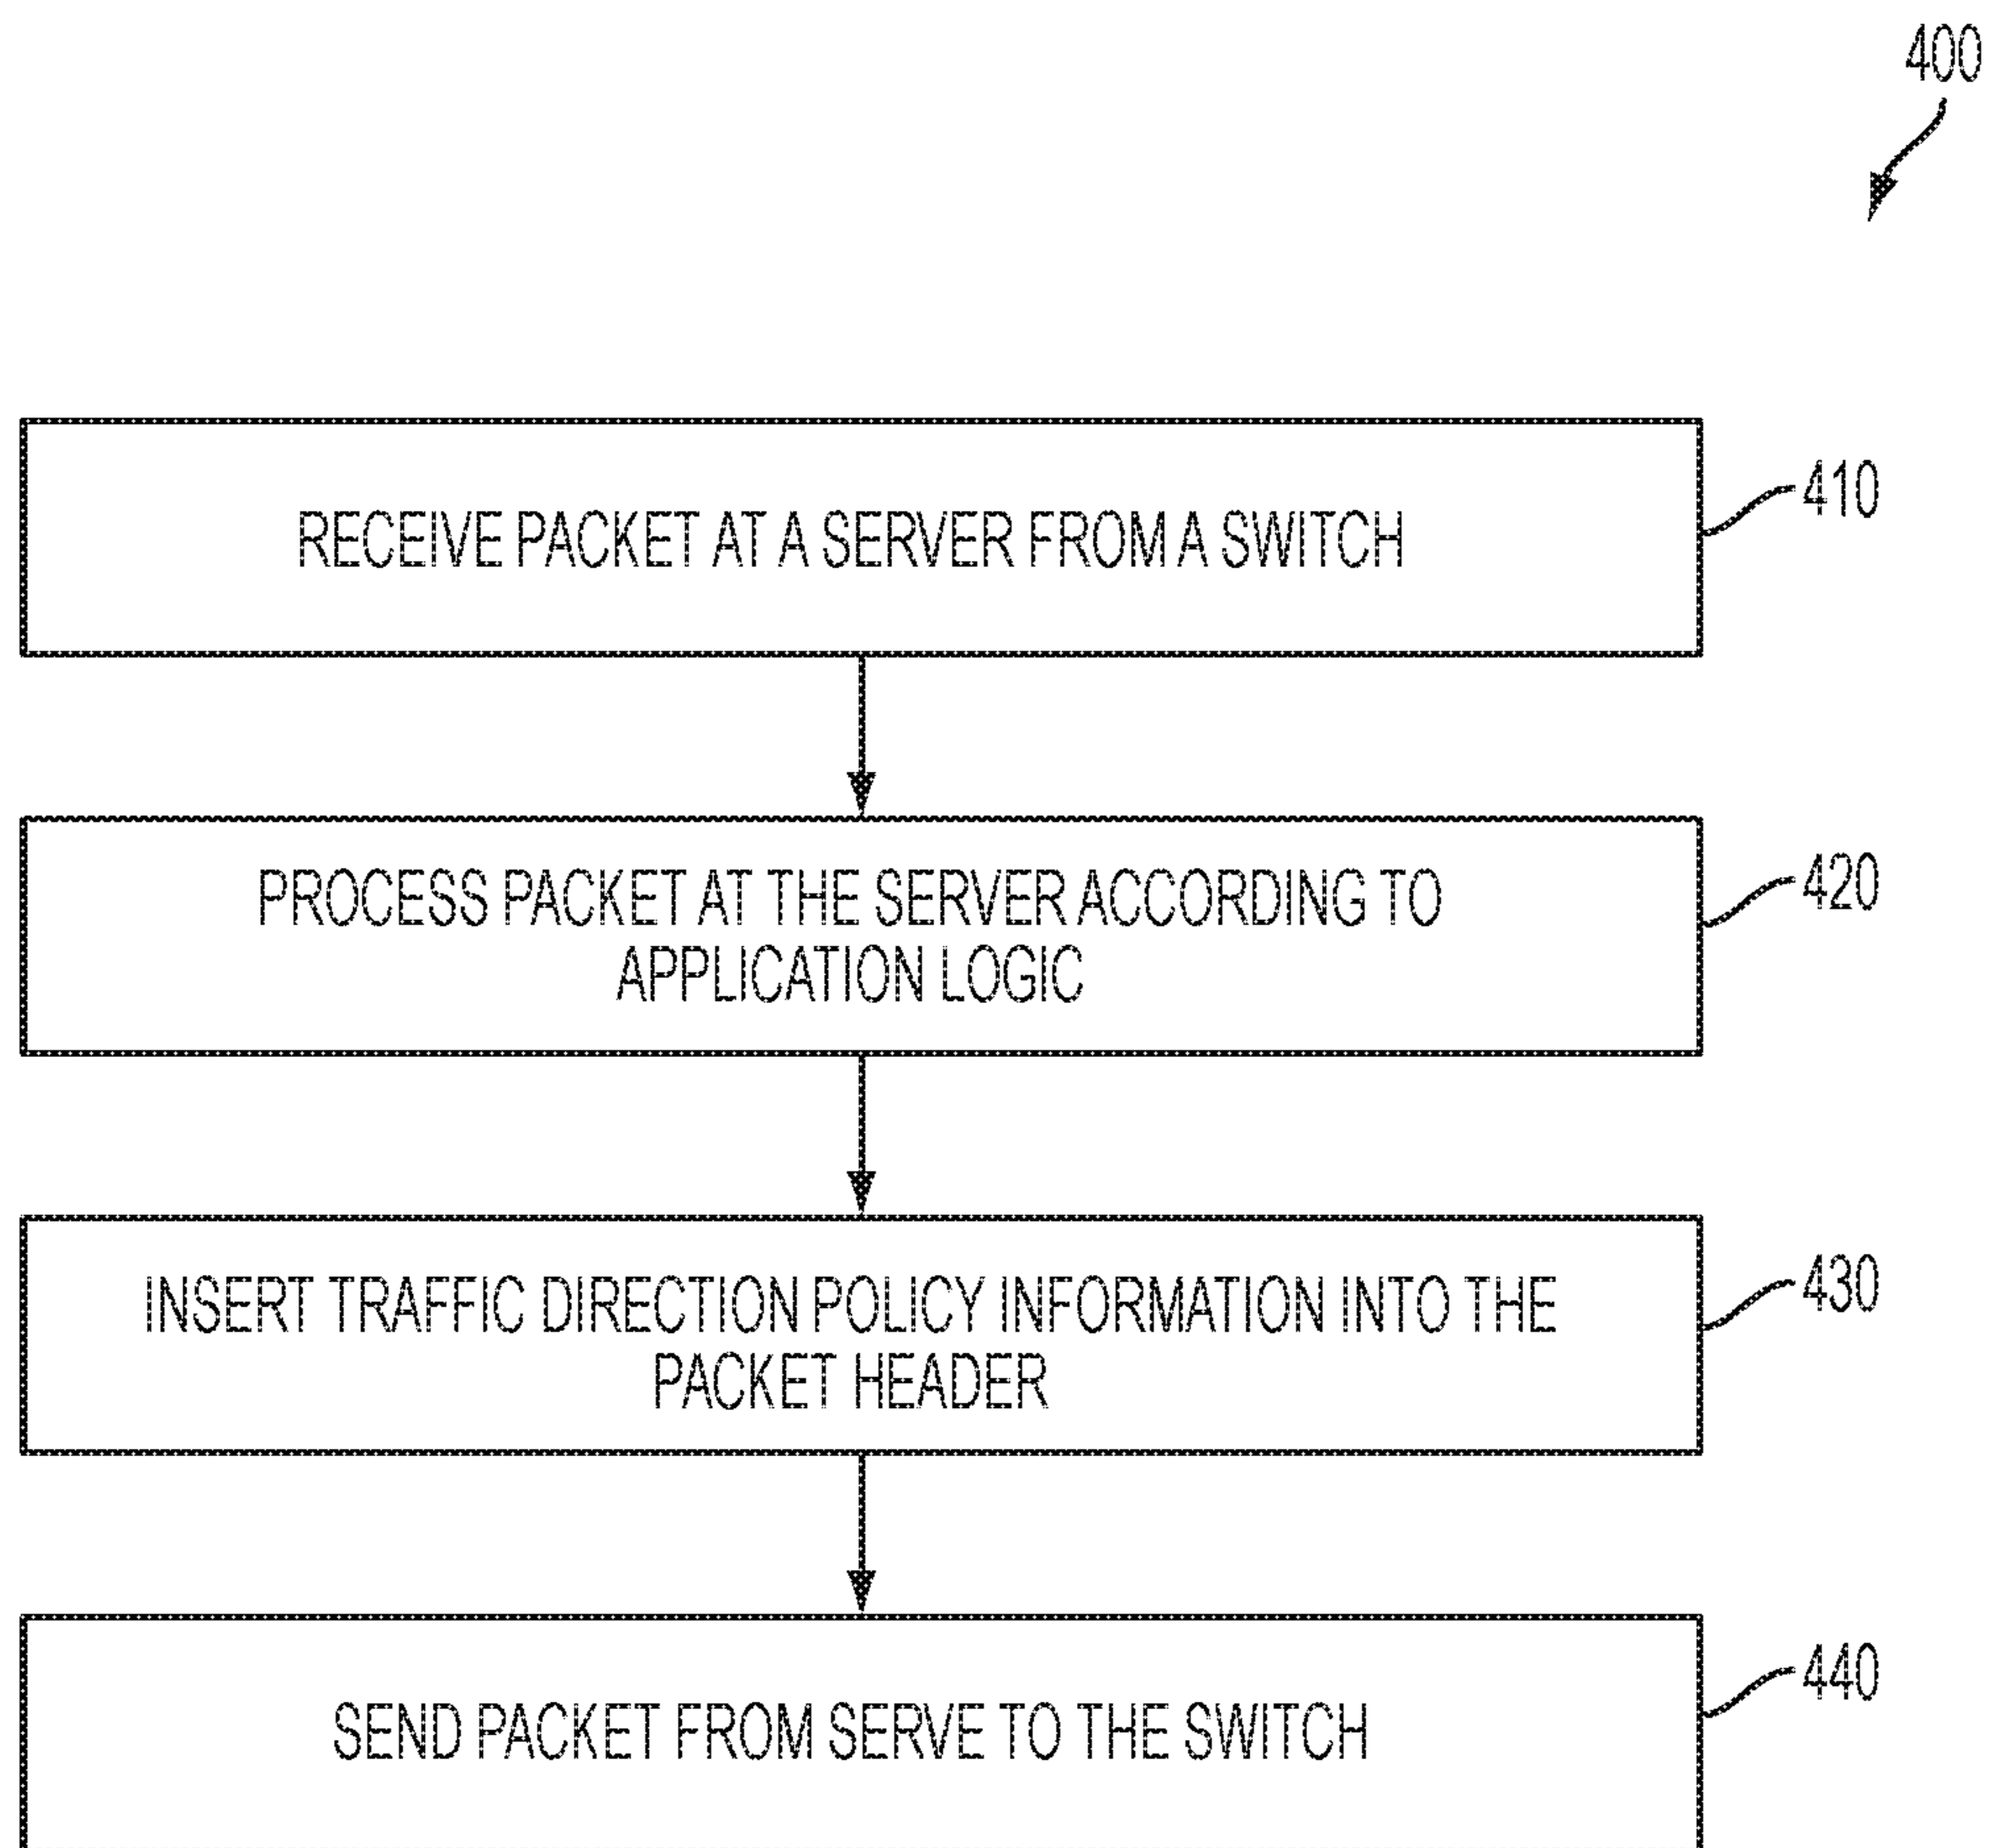 400
RECEIVE PACKET AT A SERVER FROM A SWITCH
410
PROCESS PACKET AT THE SERVER ACCORDING TO
APPLICATION LOGIC
420
INSERT TRAFFIC DIRECTION POLICY INFORMATION INTO THE
PACKET HEADER
430
SEND PACKET FROM SERVE TO THE SWITCH
440